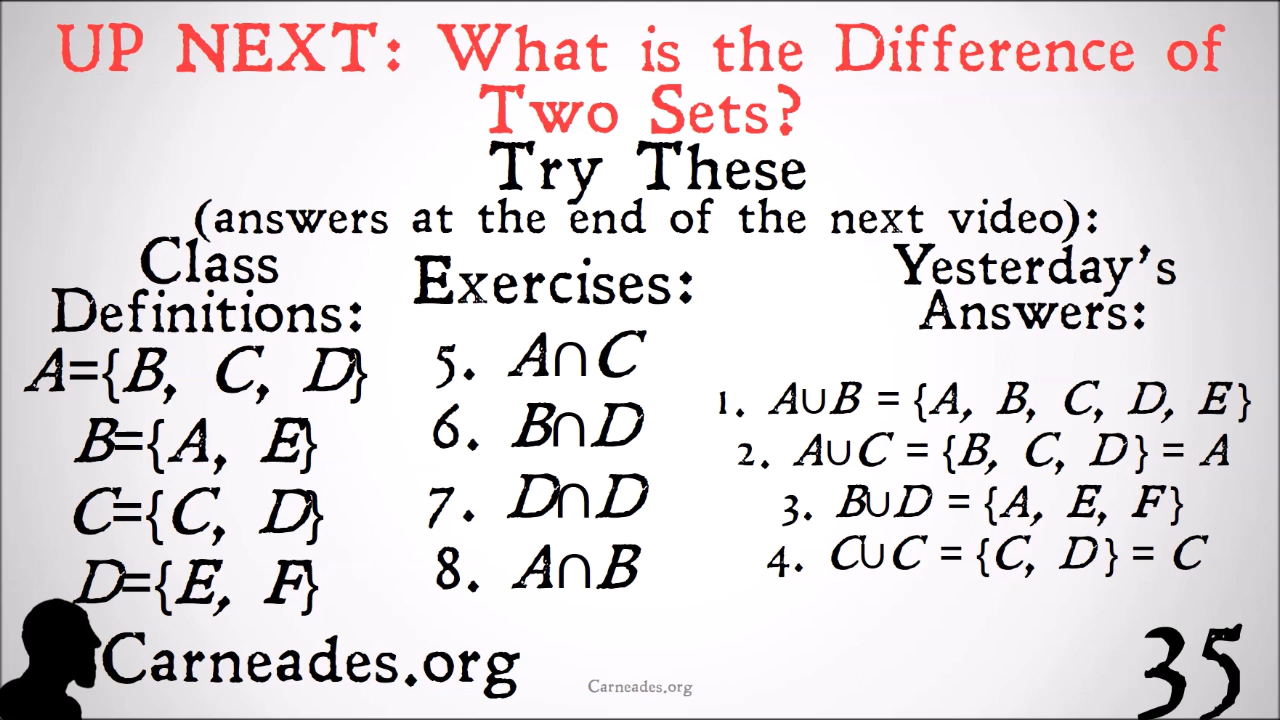 UP NEXT: What is the Difference of
Two Sets?
Try These
(answers at the end of the next video):
Class
Definitions:
A={B, C, D}
B={A, E}
C={C, D}
D={E, F}
Exercises:
5. A∩C
6. B∩D
7. D∩D
8. A∩B
Yesterday's
Answers:
1. A∪B = {A, B, C, D, E}
2. A∪C = {B, C, D} = A
3. B∪D = {A, E, F}
4. C∪C = {C, D} = C
Carneades.org
Carneades.org
35